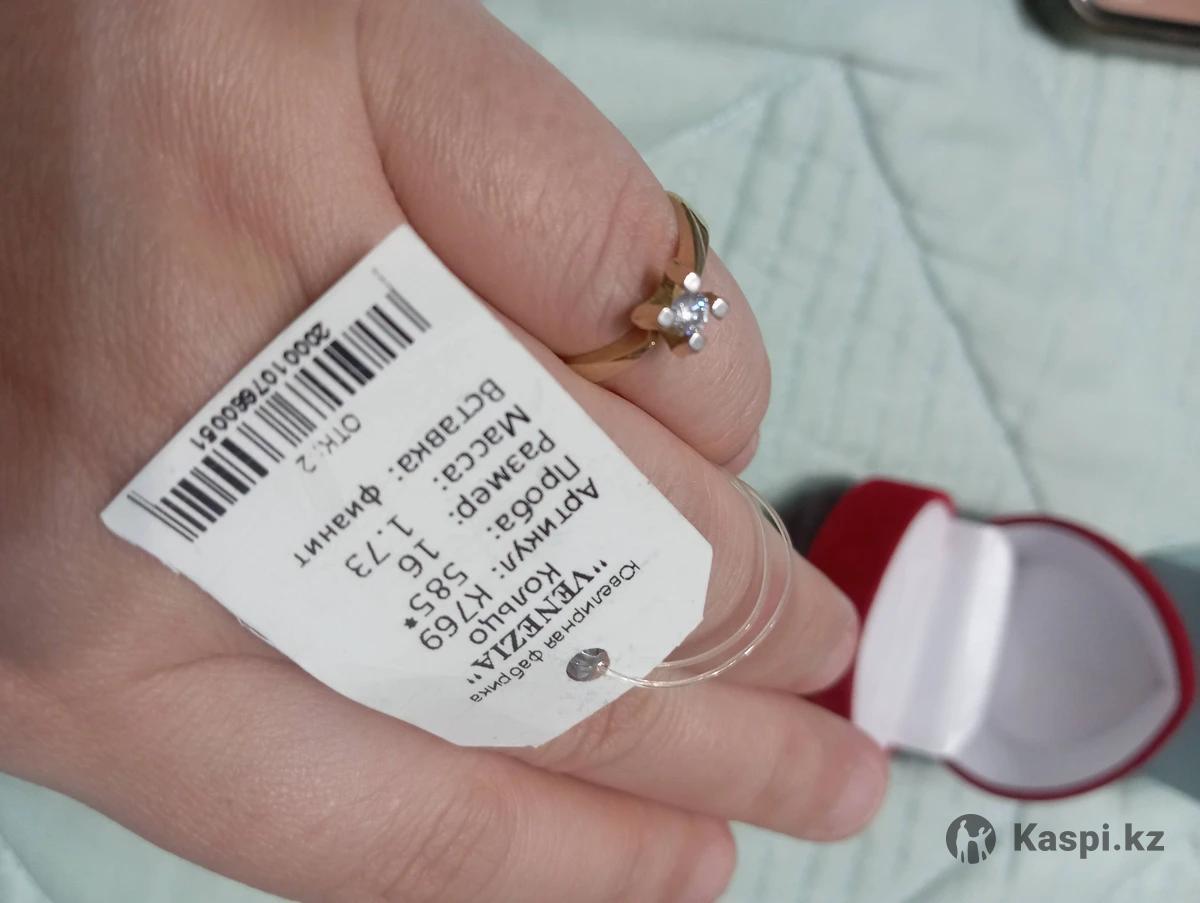 Ювелирная фабрика
"VENEZIA"
Кольцо
Артикул: К769
Проба: 585*
Размер: 16
Масса: 1.73
Вставка: фианит
ОТК: 2
2000107660051
Kaspi.kz